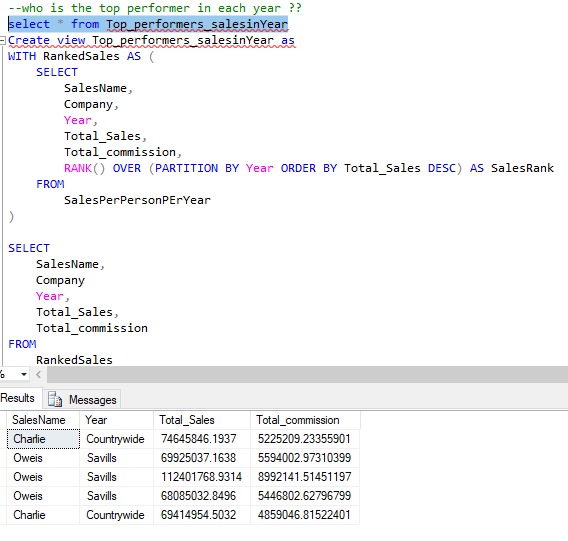 --who is the top performer in each year ??
select * from Top_performers_salesinYear
Create view Top_performers_salesinYear as
WITH RankedSales AS (
SELECT
SalesName,
Company,
Year,
Total_Sales,
Total_commission,
RANK() OVER (PARTITION BY Year ORDER BY Total_Sales DESC) AS SalesRank
FROM
SalesPerPersonPErYear
)
SELECT
SalesName,
Company
Year,
Total_Sales,
Total_commission
FROM
RankedSales
%
Results Messages
SalesName Year Total_Sales Total_commission
Charlie Countrywide 74645846.1937 5225209.23355901
Oweis Savills 69925037.1638 5594002.97310399
Oweis Savills 112401768.9314 8992141.51451197
Oweis Savills 68085032.8496 5446802.62796799
Charlie Countrywide 69414954.5032 4859046.81522401